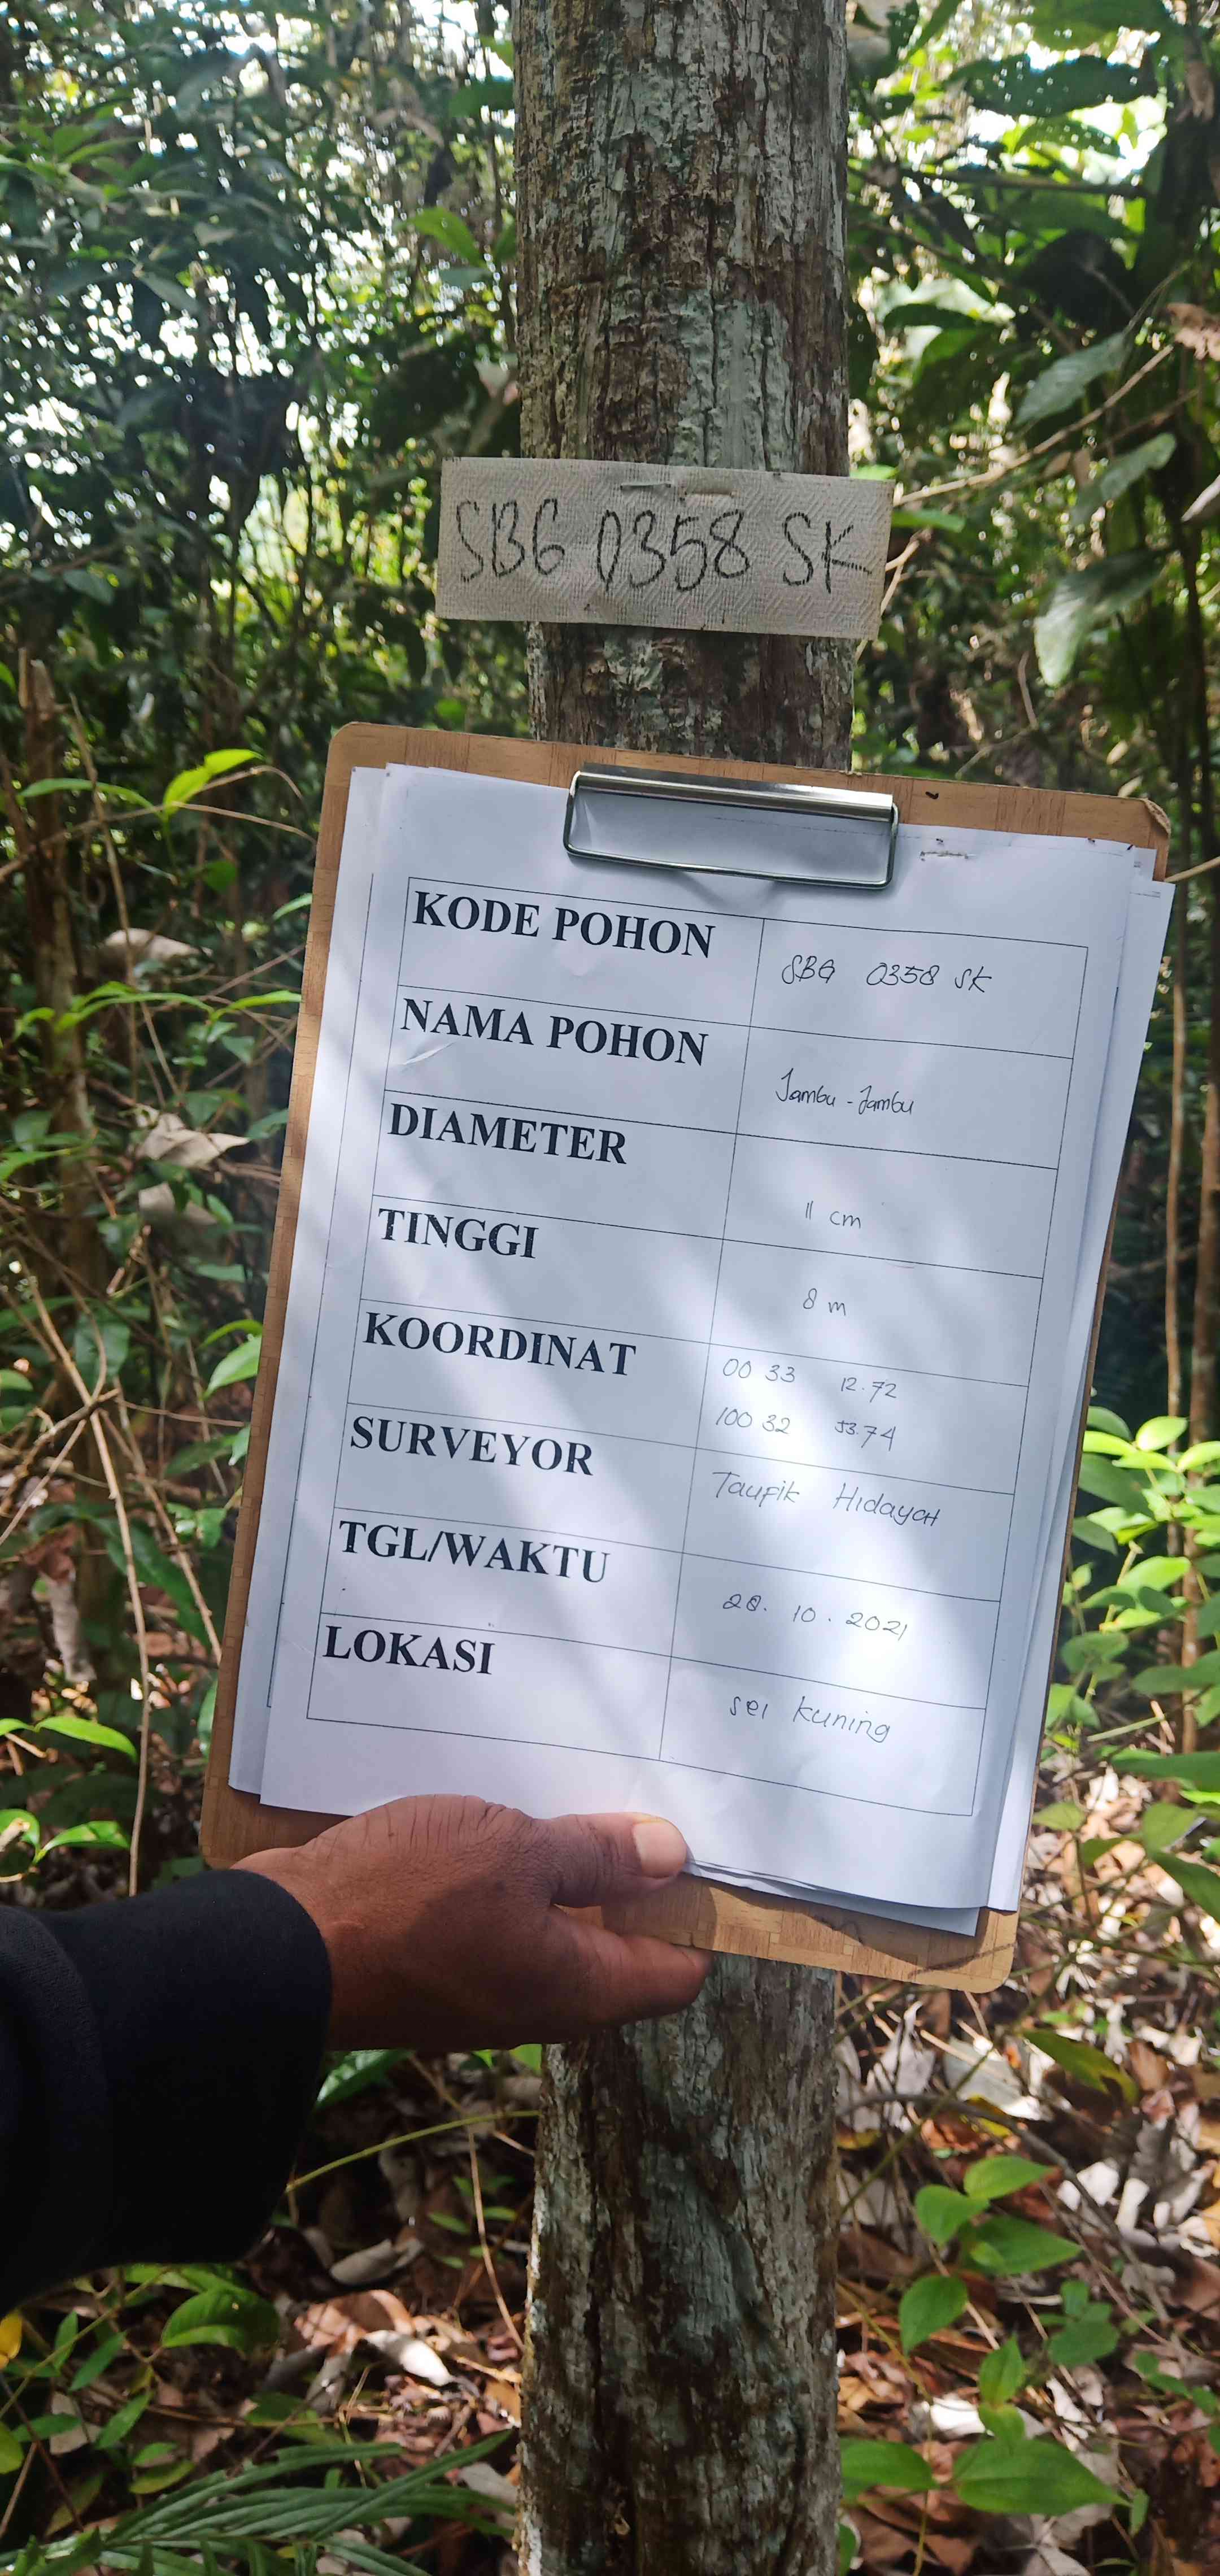 SBG 0358 SK
KODE POHON
SBG 0358 SK
NAMA POHON
Jambu - Jambu
DIAMETER
11 cm
TINGGI
8 m
KOORDINAT
00 33 12.72
100 32 53.74
SURVEYOR
Taufik Hidayat
TGL/WAKTU
28. 10. 2021
LOKASI
sei kuning